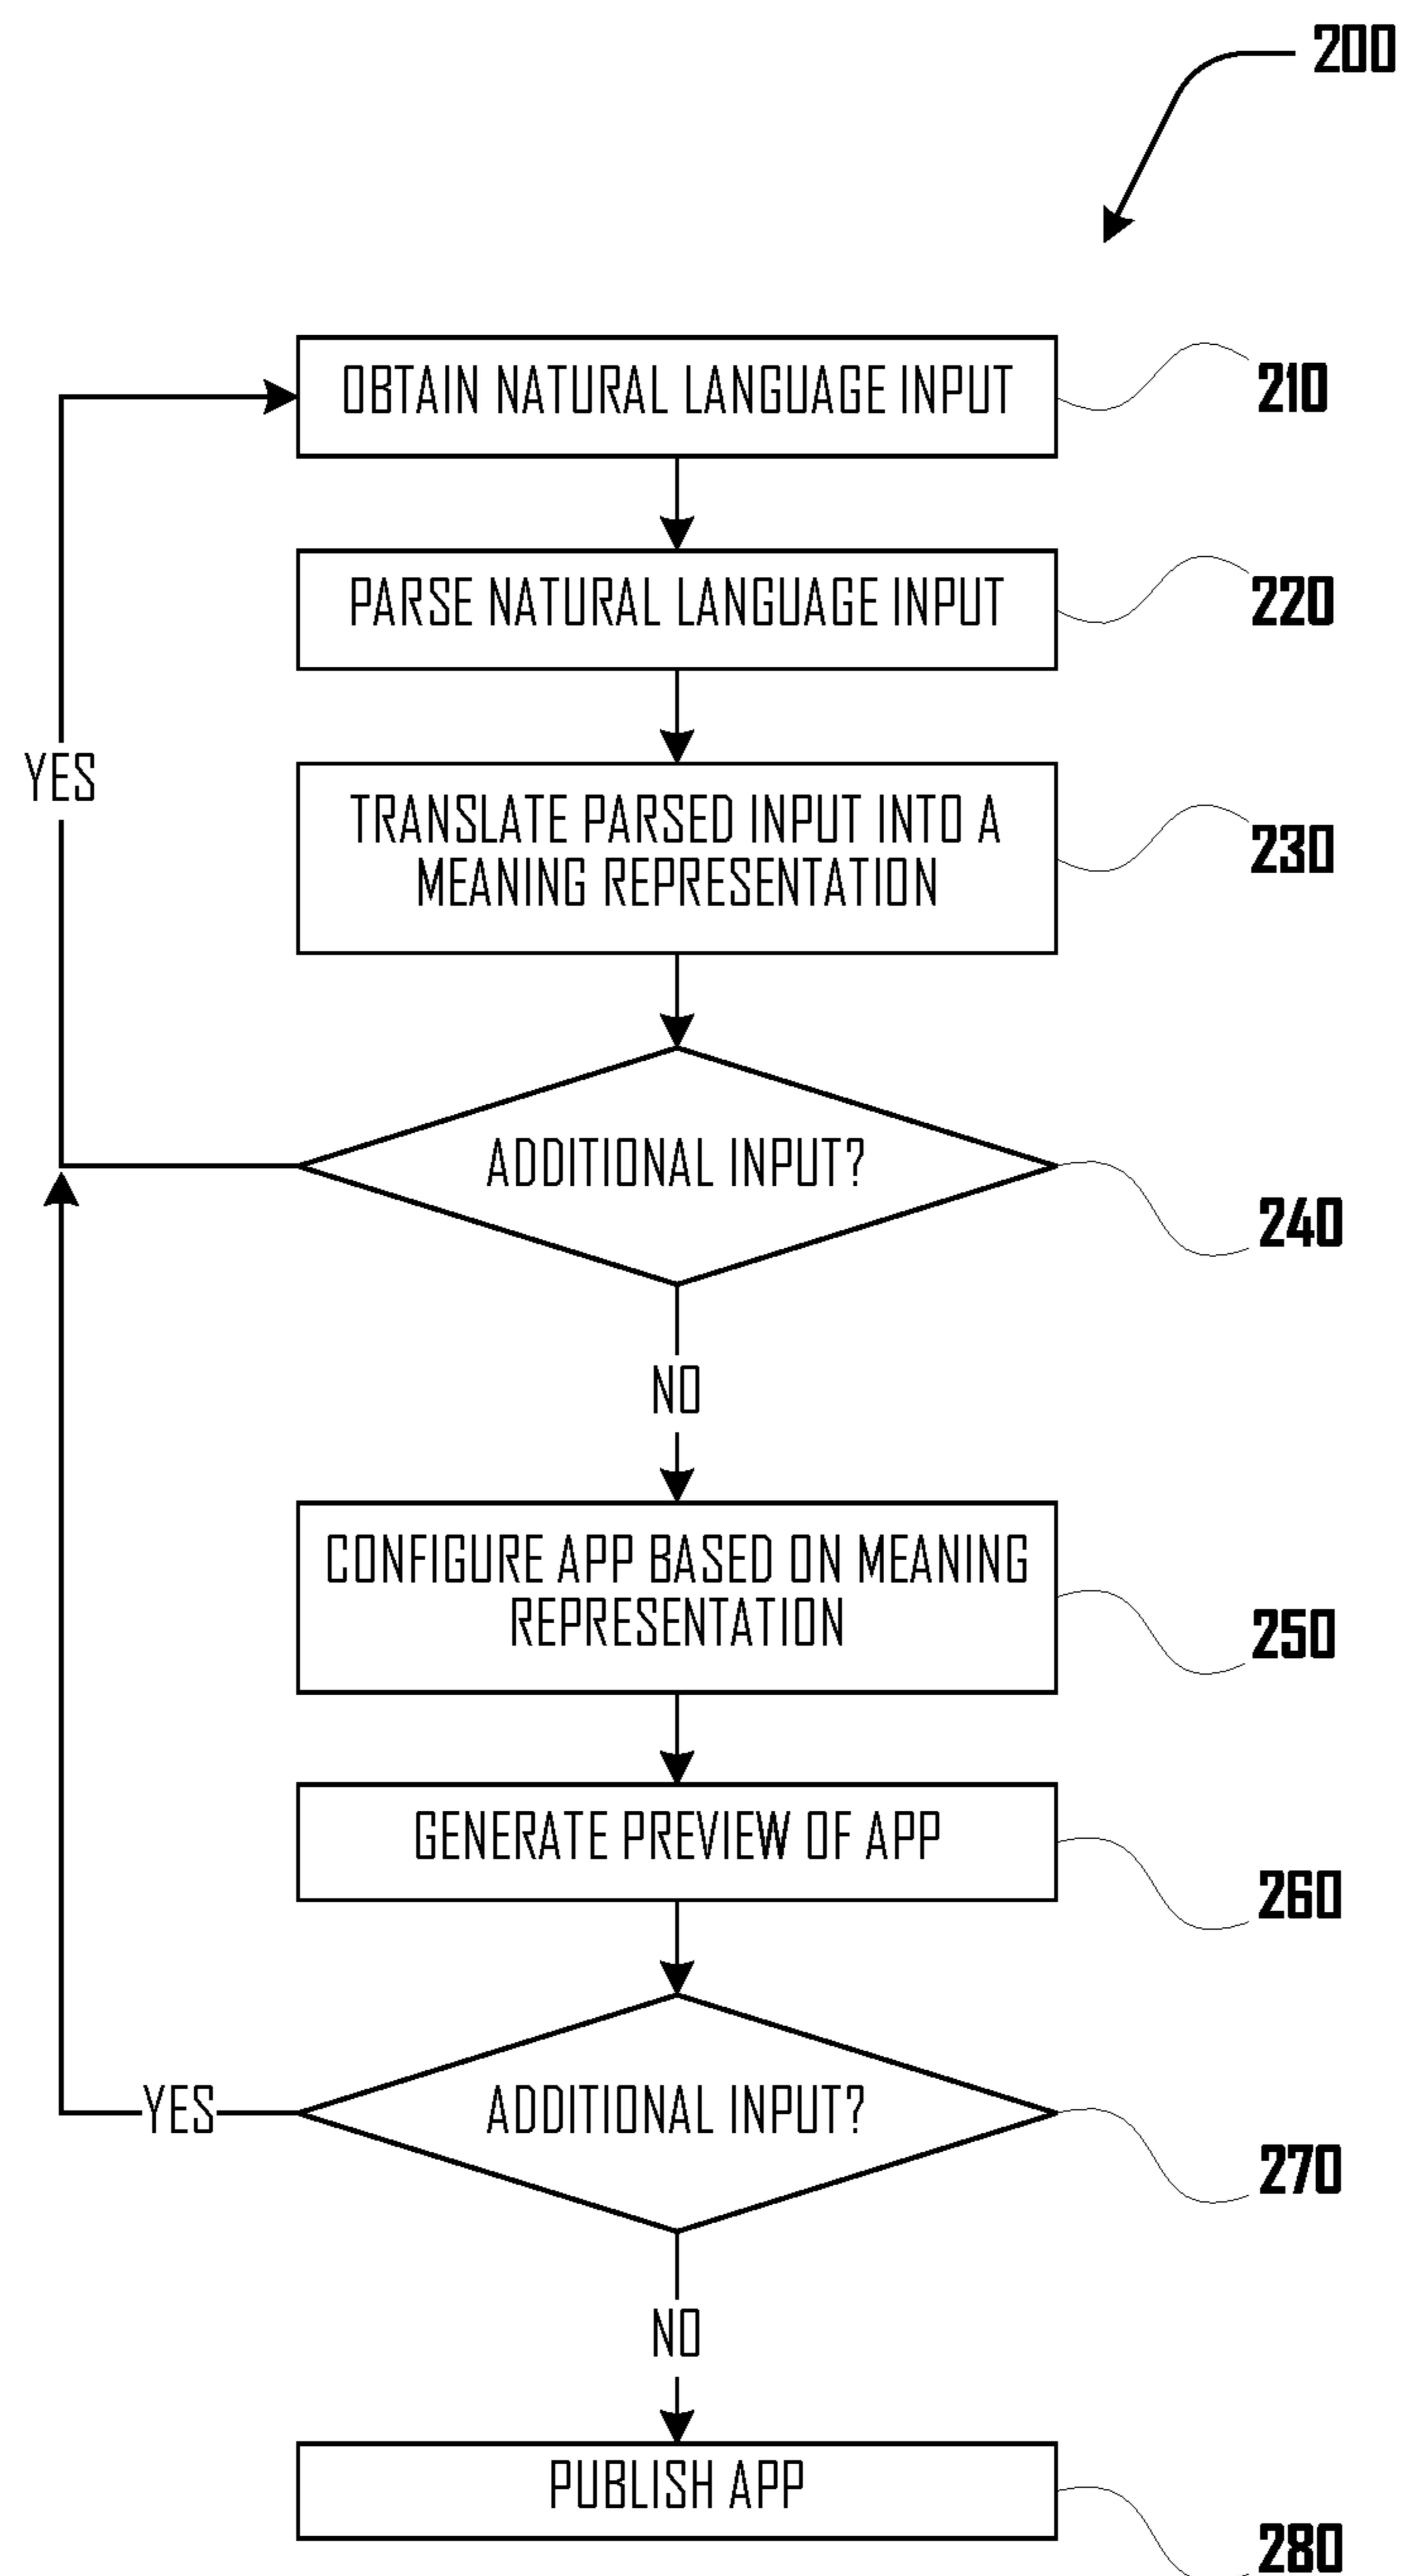 200
OBTAIN NATURAL LANGUAGE INPUT
210
PARSE NATURAL LANGUAGE INPUT
220
YES
TRANSLATE PARSED INPUT INTO A
MEANING REPRESENTATION
230
ADDITIONAL INPUT?
240
NO
CONFIGURE APP BASED ON MEANING
REPRESENTATION
250
GENERATE PREVIEW OF APP
260
YES
ADDITIONAL INPUT?
270
NO
PUBLISH APP
280